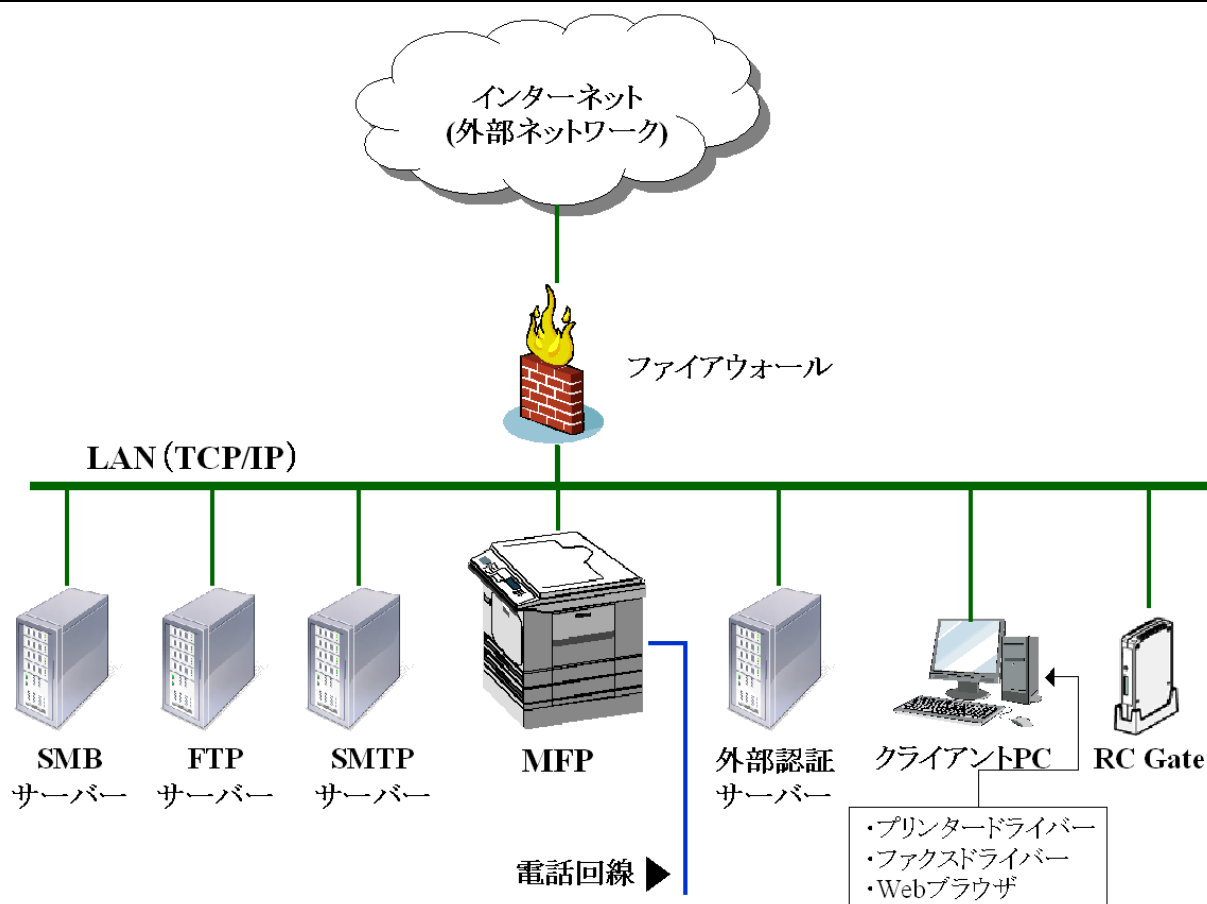 インターネット
(外部ネットワーク)
ファイアウォール
LAN（TCP/IP）
SMB
サーバー
FTP
サーバー
SMTP
サーバー
MFP
外部認証
サーバー
クライアントPC
RC Gate
・プリンタードライバー
・ファクスドライバー
・Webブラウザ
電話回線